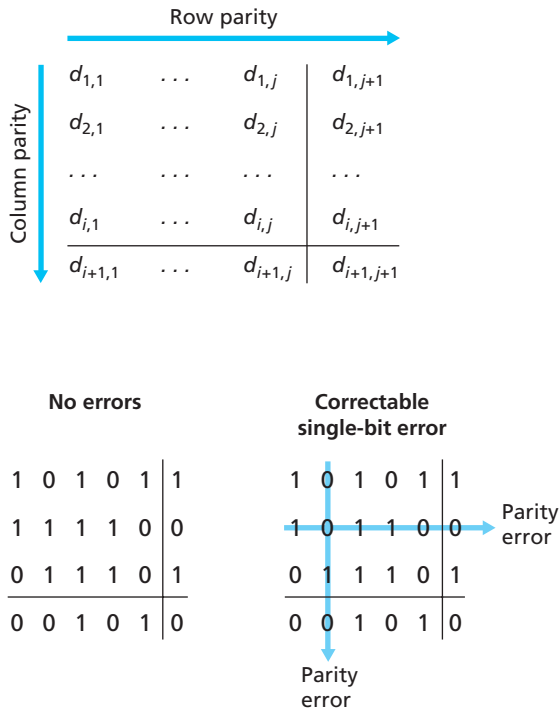 Row parity
Column parity
d1,1 . . . d1,j d1,j+1
d2,1 . . . d2,j d2,j+1
. . . . . . . . . . . .
di,1 . . . di,j di,j+1
di+1,1 . . . di+1,j di+1,j+1
No errors
1 0 1 0 1 1
1 1 1 1 0 0
0 1 1 1 0 1
0 0 1 0 1 0
Correctable
single-bit error
1 0 1 0 1 1
1 0 1 1 0 0
0 1 1 1 0 1
0 0 1 0 1 0
Parity
error
Parity
error